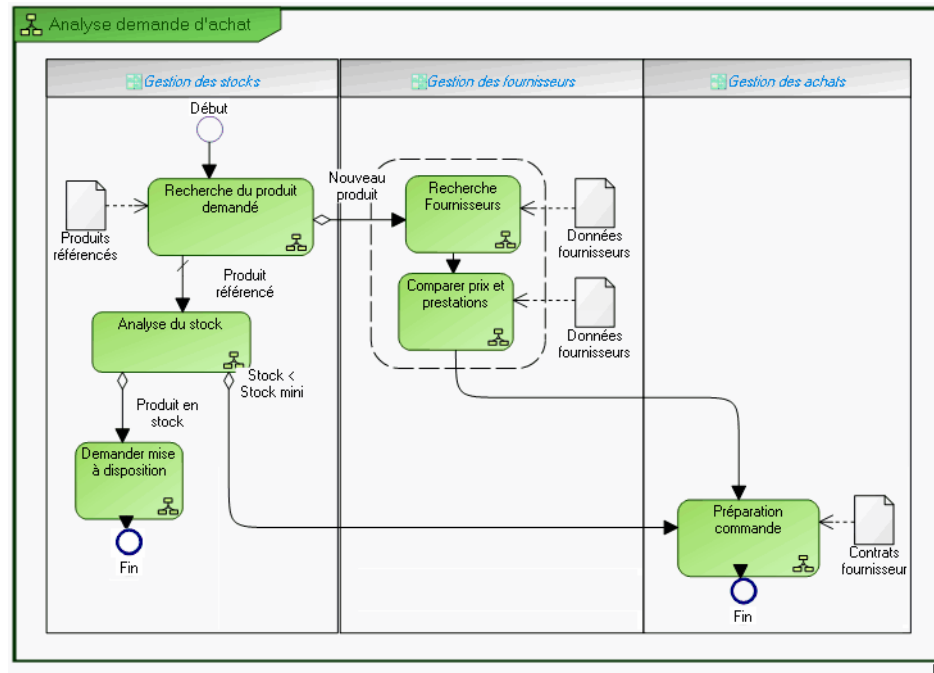 Analyse demande d'achat
Gestion des stocks
Gestion des fournisseurs
Gestion des achats
Début
Recherche du produit
demandé
Produits
référencés
Nouveau
produit
Recherche
Fournisseurs
Données
fournisseurs
Produit
référencé
Comparer prix et
prestations
Données
fournisseurs
Analyse du stock
Stock <
Stock mini
Produit en
stock
Demander mise
à disposition
Fin
Préparation
commande
Contrats
fournisseur
Fin